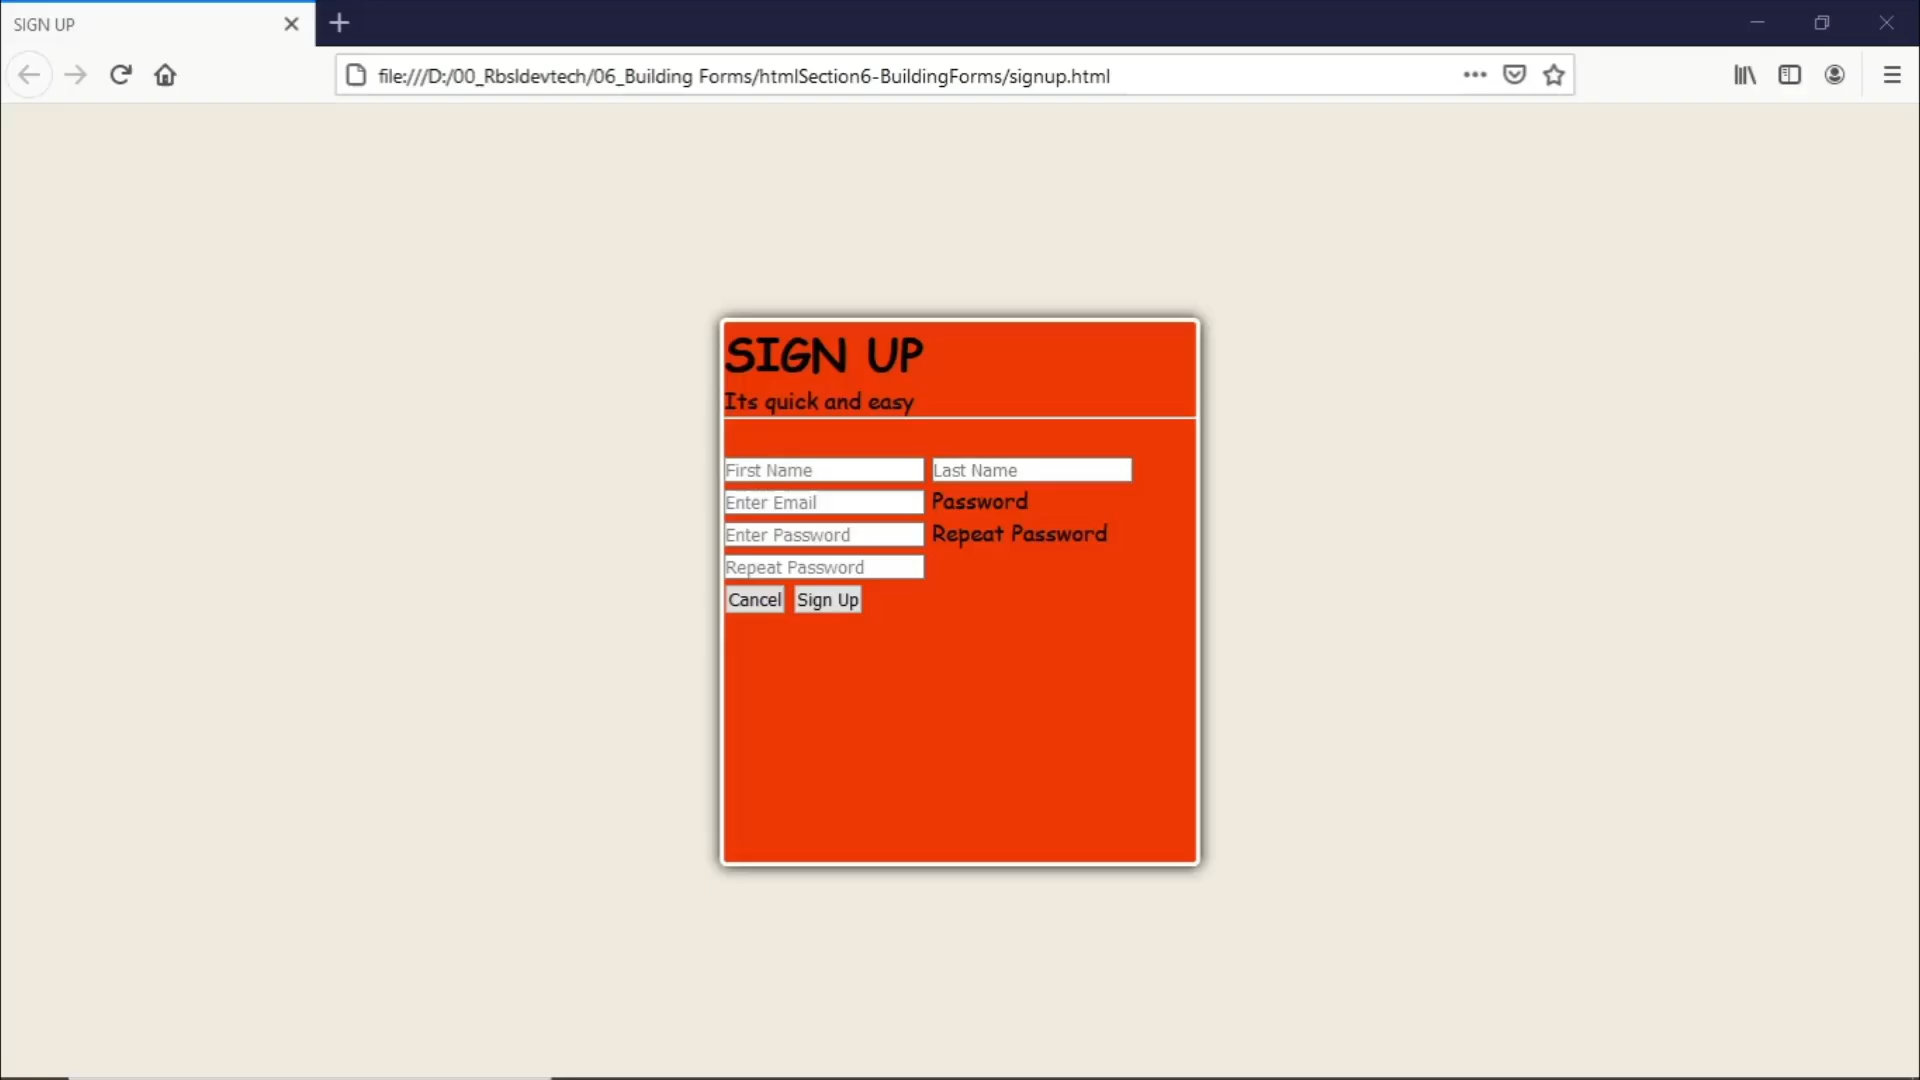 SIGN UP
file:///D:/00_Rbsldevtech/06_Building Forms/htmlSection6-BuildingForms/signup.html
SIGN UP
Its quick and easy
First Name Last Name
Enter Email Password
Enter Password Repeat Password
Repeat Password
Cancel Sign Up